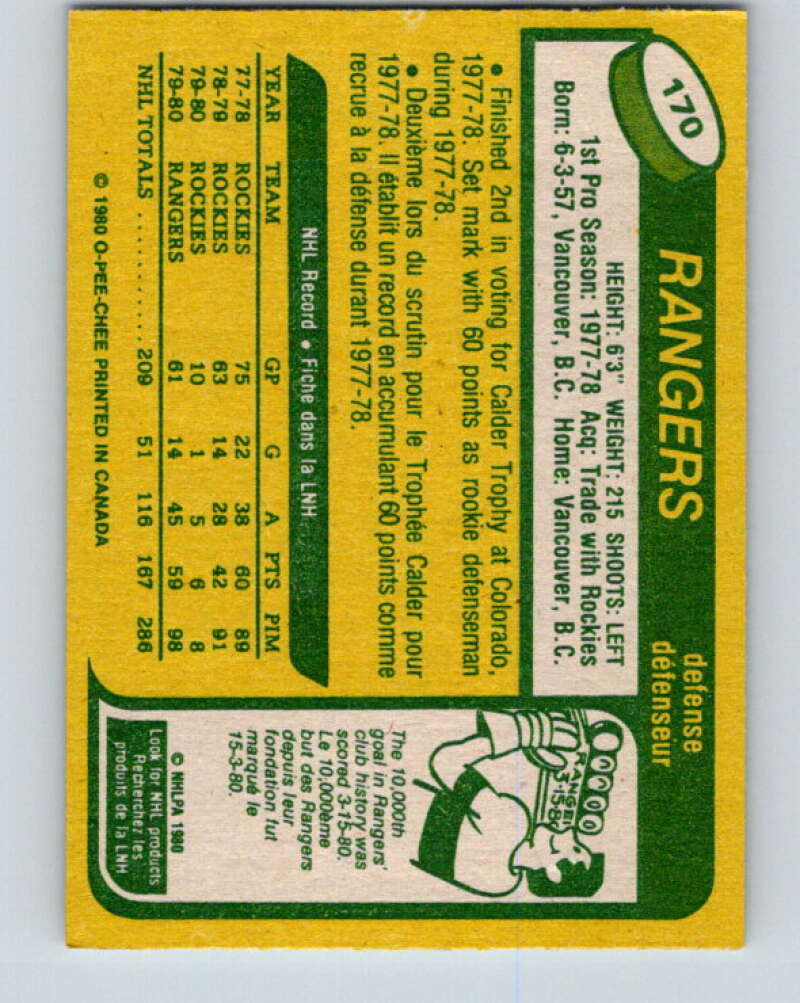 170
RANGERS
defense
défenseur
HEIGHT: 6'3" WEIGHT: 215 SHOOTS: LEFT
1st Pro Season: 1977-78 Acq: Trade with Rockies
Born: 6-3-57, Vancouver, B.C. Home: Vancouver, B.C.
• Finished 2nd in voting for Calder Trophy at Colorado,
1977-78. Set mark with 60 points as rookie defenseman
during 1977-78.
• Deuxième lors du scrutin pour le Trophée Calder pour
1977-78. Il établit un record en accumulant 60 points comme
recrue à la défense durant 1977-78.
NHL Record • Fiche dans la LNH
YEAR TEAM GP G A PTS PIM
77-78 ROCKIES 75 22 38 60 89
78-79 ROCKIES 63 14 28 42 91
79-80 ROCKIES 10 1 5 6 8
79-80 RANGERS 61 14 45 59 98
NHL TOTALS ........... 209 51 116 167 286
© 1980 O-PEE-CHEE PRINTED IN CANADA
RANGERS
3-15-80
The 10,000th
goal in Rangers'
club history was
scored 3-15-80.
Le 10,000ème
but des Rangers
depuis leur
fondation fut
marqué le
15-3-80.
© NHLPA 1980
Look for NHL products
Recherchez les
produits de la LNH